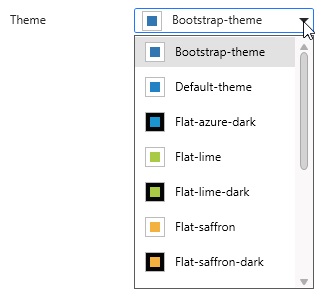 Theme Bootstrap-theme
Bootstrap-theme
Default-theme
Flat-azure-dark
Flat-lime
Flat-lime-dark
Flat-saffron
Flat-saffron-dark